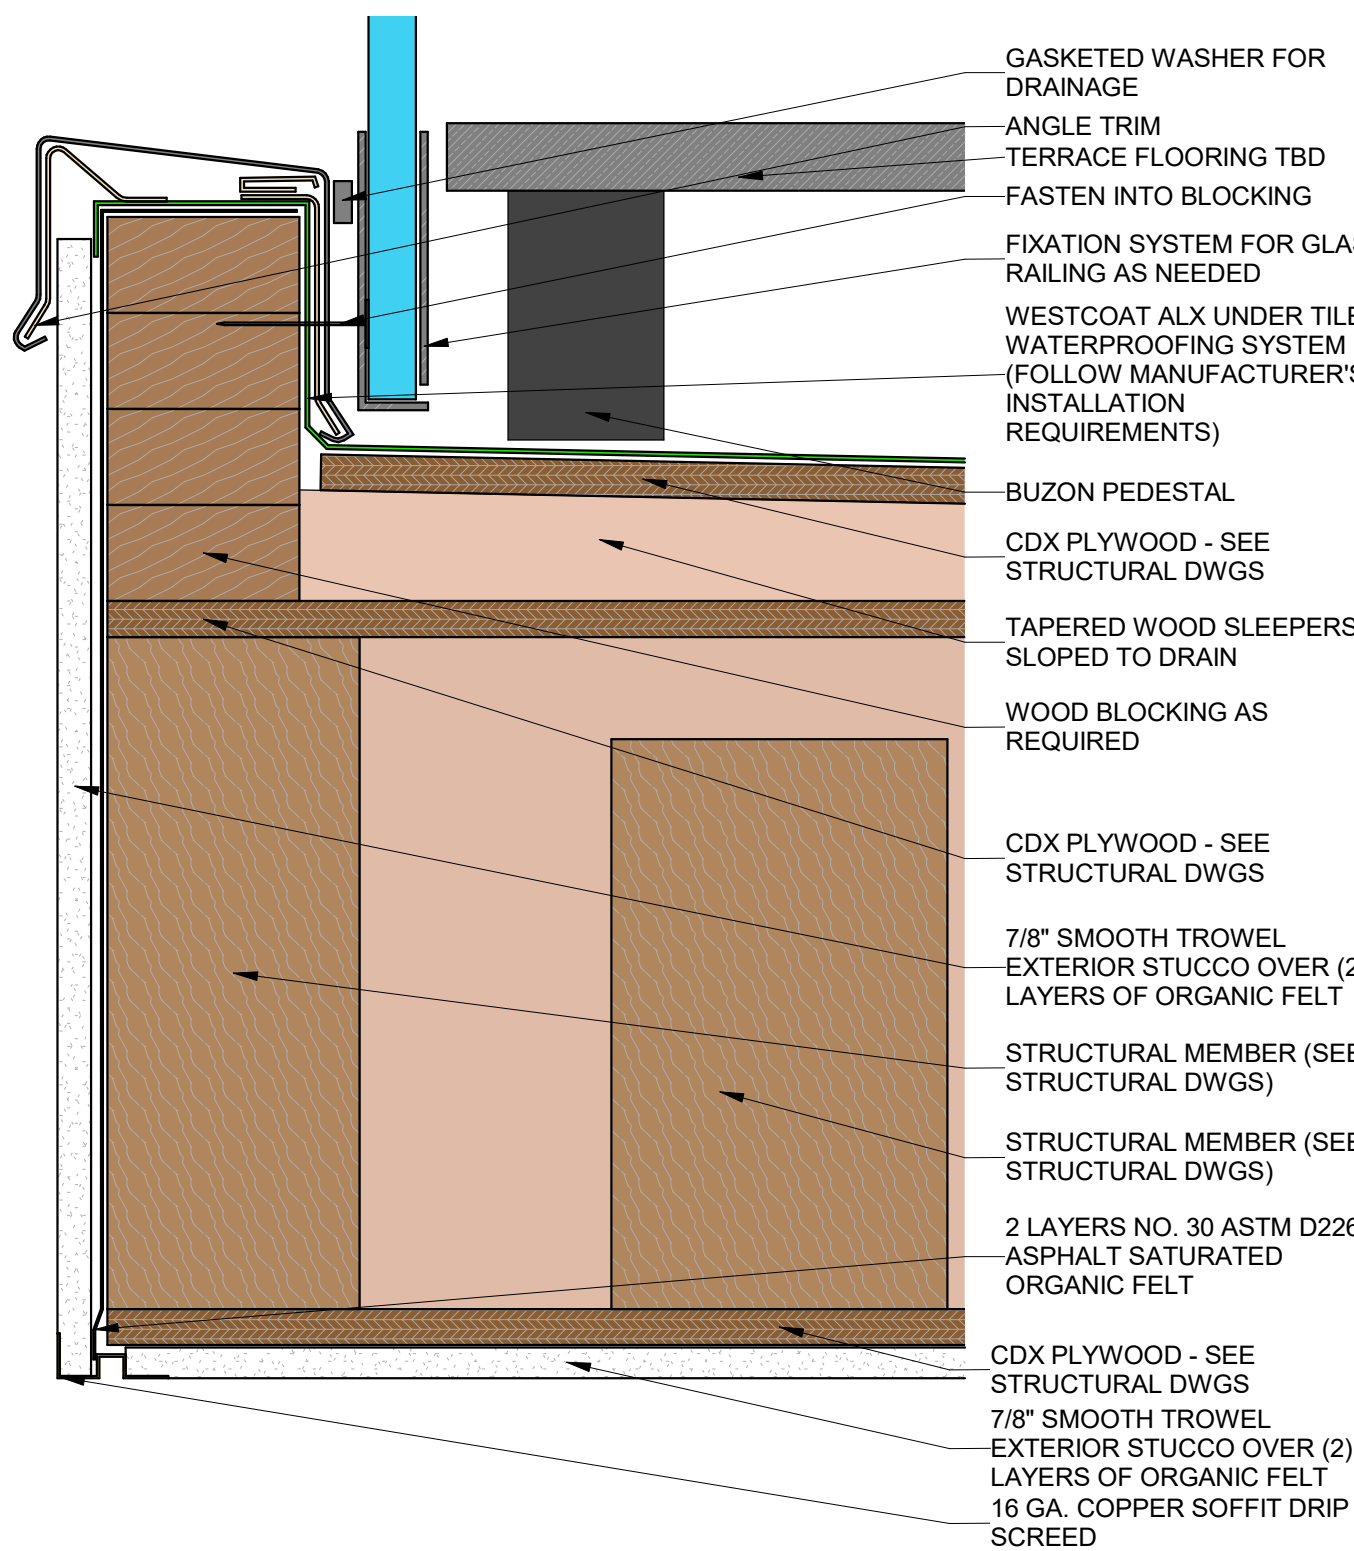 GASKETED WASHER FOR
DRAINAGE
ANGLE TRIM
TERRACE FLOORING TBD
FASTEN INTO BLOCKING
FIXATION SYSTEM FOR GLAS
RAILING AS NEEDED
WESTCOAT ALX UNDER TILE
WATERPROOFING SYSTEM
(FOLLOW MANUFACTURER'S
INSTALLATION
REQUIREMENTS)
BUZON PEDESTAL
CDX PLYWOOD - SEE
STRUCTURAL DWGS
TAPERED WOOD SLEEPERS
SLOPED TO DRAIN
WOOD BLOCKING AS
REQUIRED
CDX PLYWOOD - SEE
STRUCTURAL DWGS
7/8" SMOOTH TROWEL
EXTERIOR STUCCO OVER (2
LAYERS OF ORGANIC FELT
STRUCTURAL MEMBER (SEE
STRUCTURAL DWGS)
STRUCTURAL MEMBER (SEE
STRUCTURAL DWGS)
2 LAYERS NO. 30 ASTM D226
ASPHALT SATURATED
ORGANIC FELT
CDX PLYWOOD - SEE
STRUCTURAL DWGS
7/8" SMOOTH TROWEL
EXTERIOR STUCCO OVER (2)
LAYERS OF ORGANIC FELT
16 GA. COPPER SOFFIT DRIP
SCREED